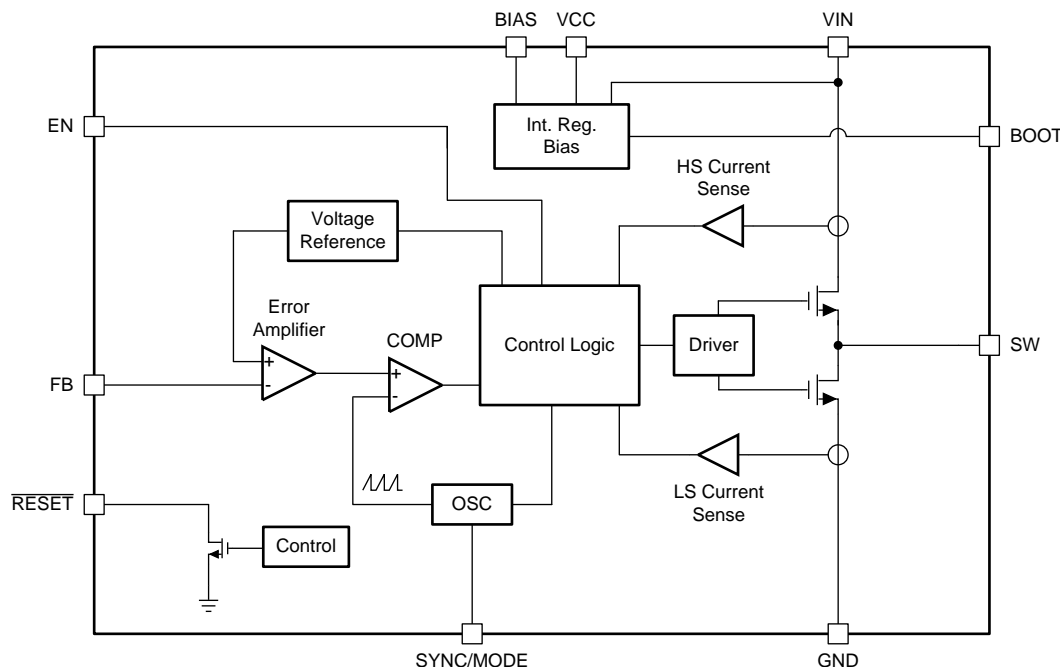 BIAS
VCC
VIN
EN
Int. Reg.
Bias
BOOT
HS Current
Sense
Voltage
Reference
Error
Amplifier
COMP
Control Logic
Driver
SW
+
-
+
-
FB
LS Current
Sense
RESET
OSC
Control
SYNC/MODE
GND